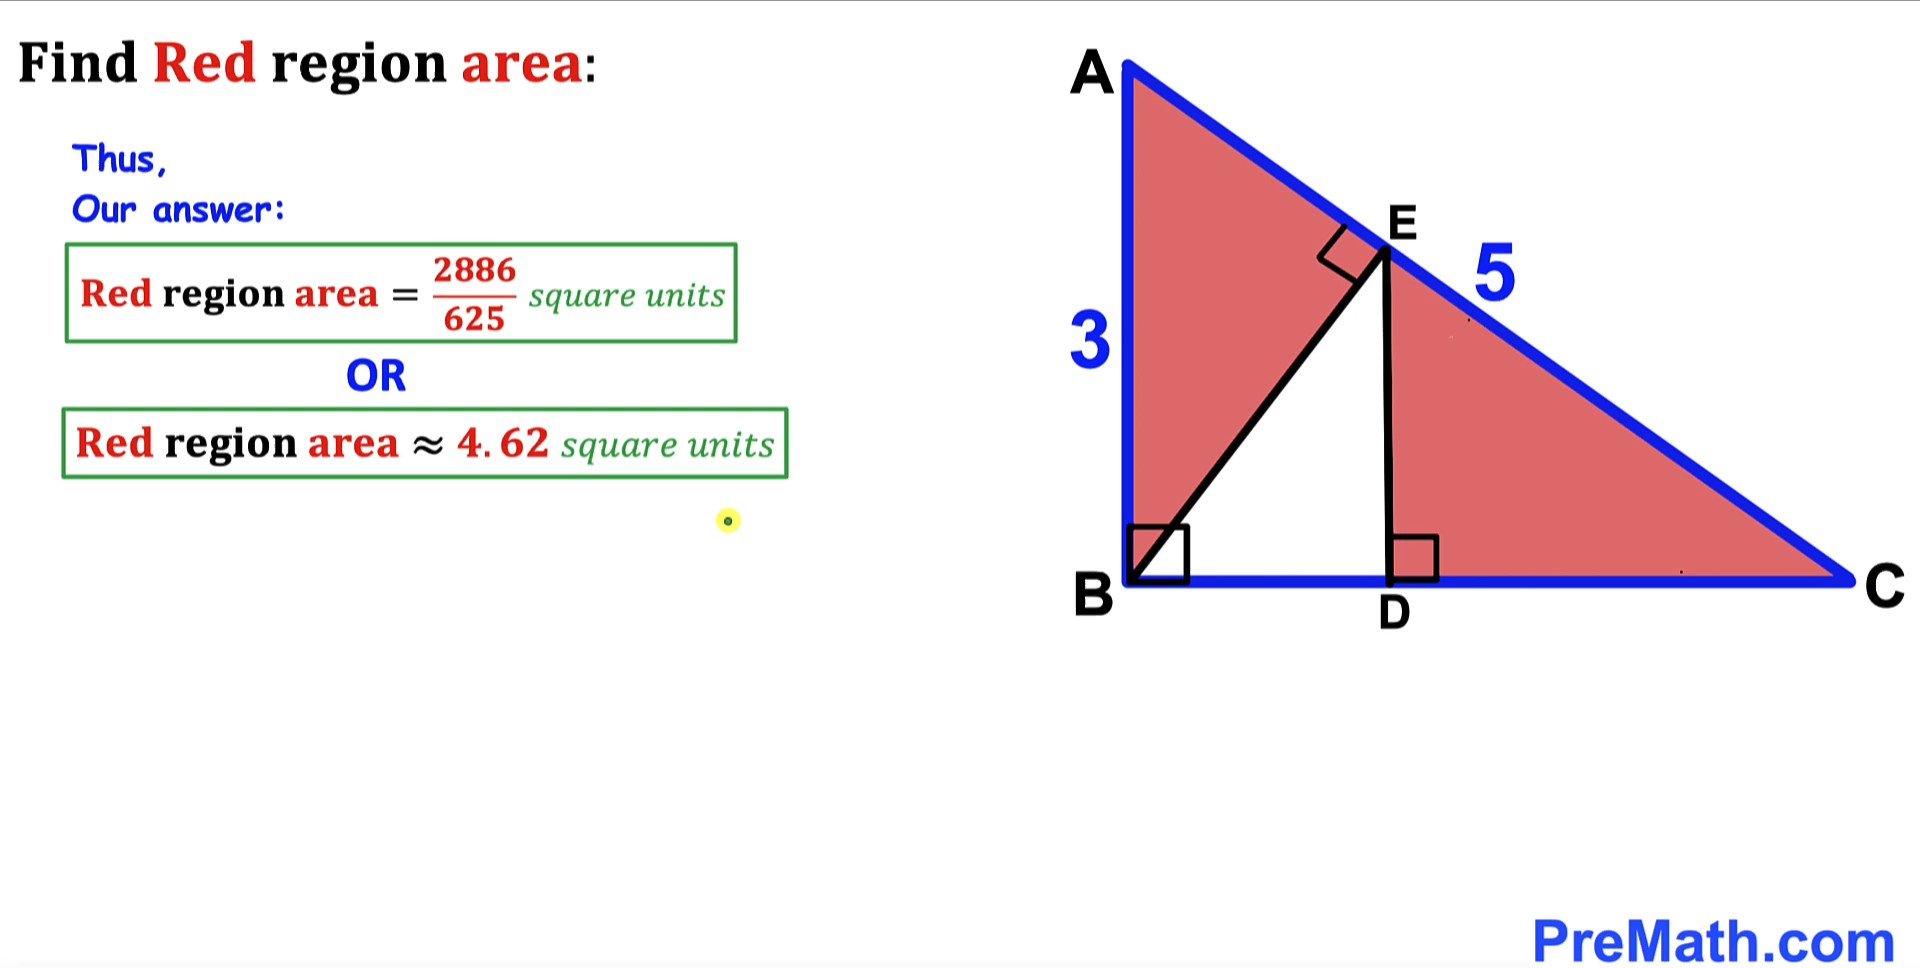 Find Red region area:
Thus,
Our answer:
Red region area = 2886/625 square units
OR
Red region area ≈ 4.62 square units
A
E
5
3
B
D
C
PreMath.com